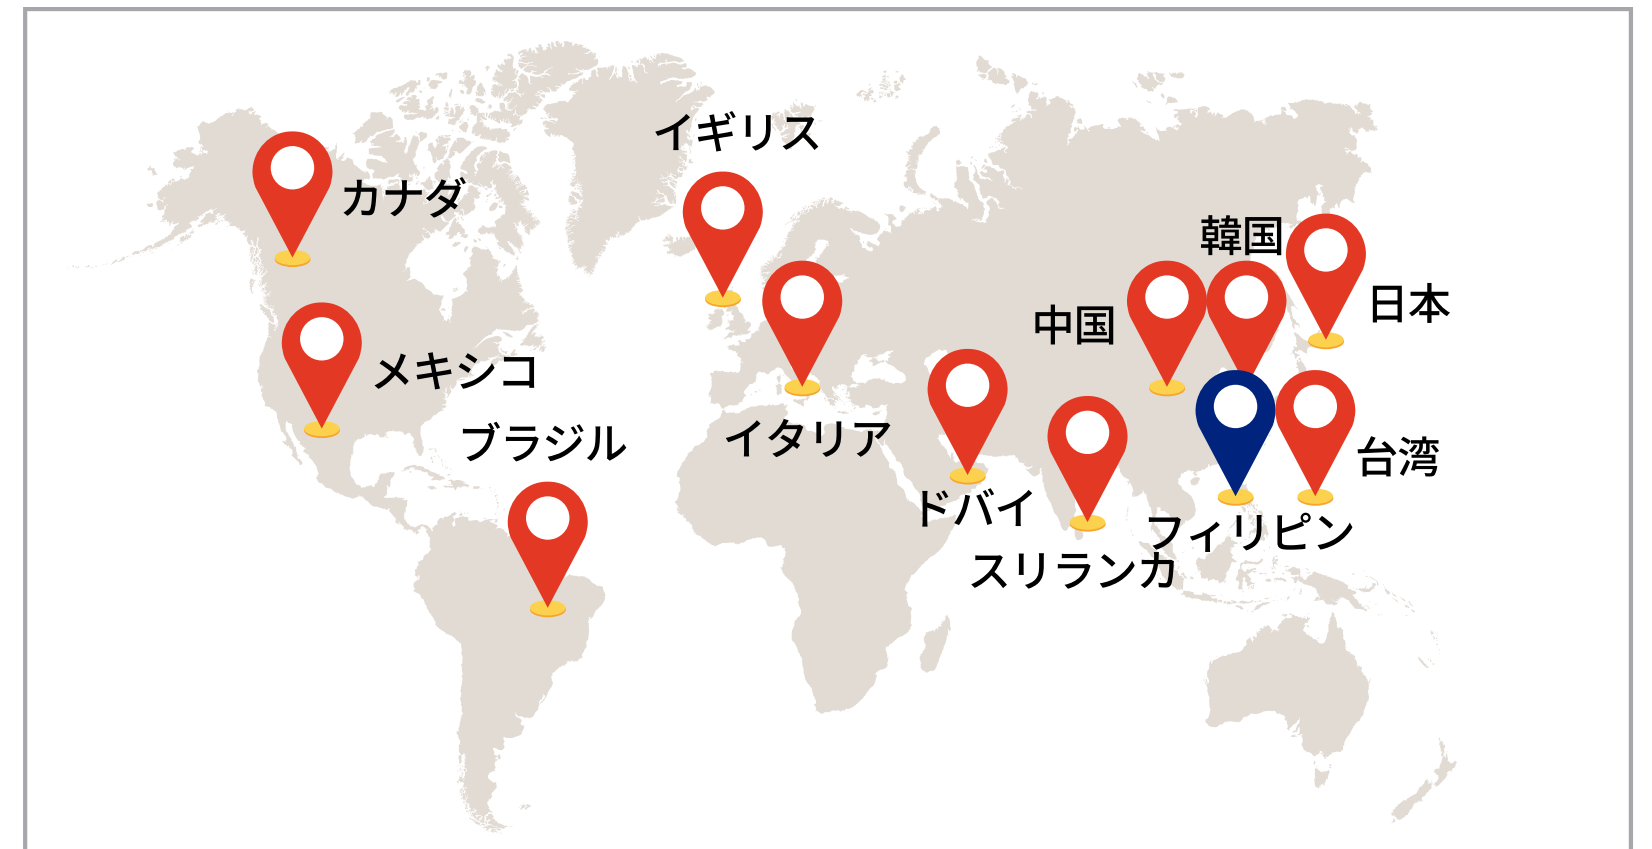 イギリス
カナダ
韓国
日本
中国
メキシコ
ブラジル
イタリア
台湾
ドバイ
フィリピン
スリランカ